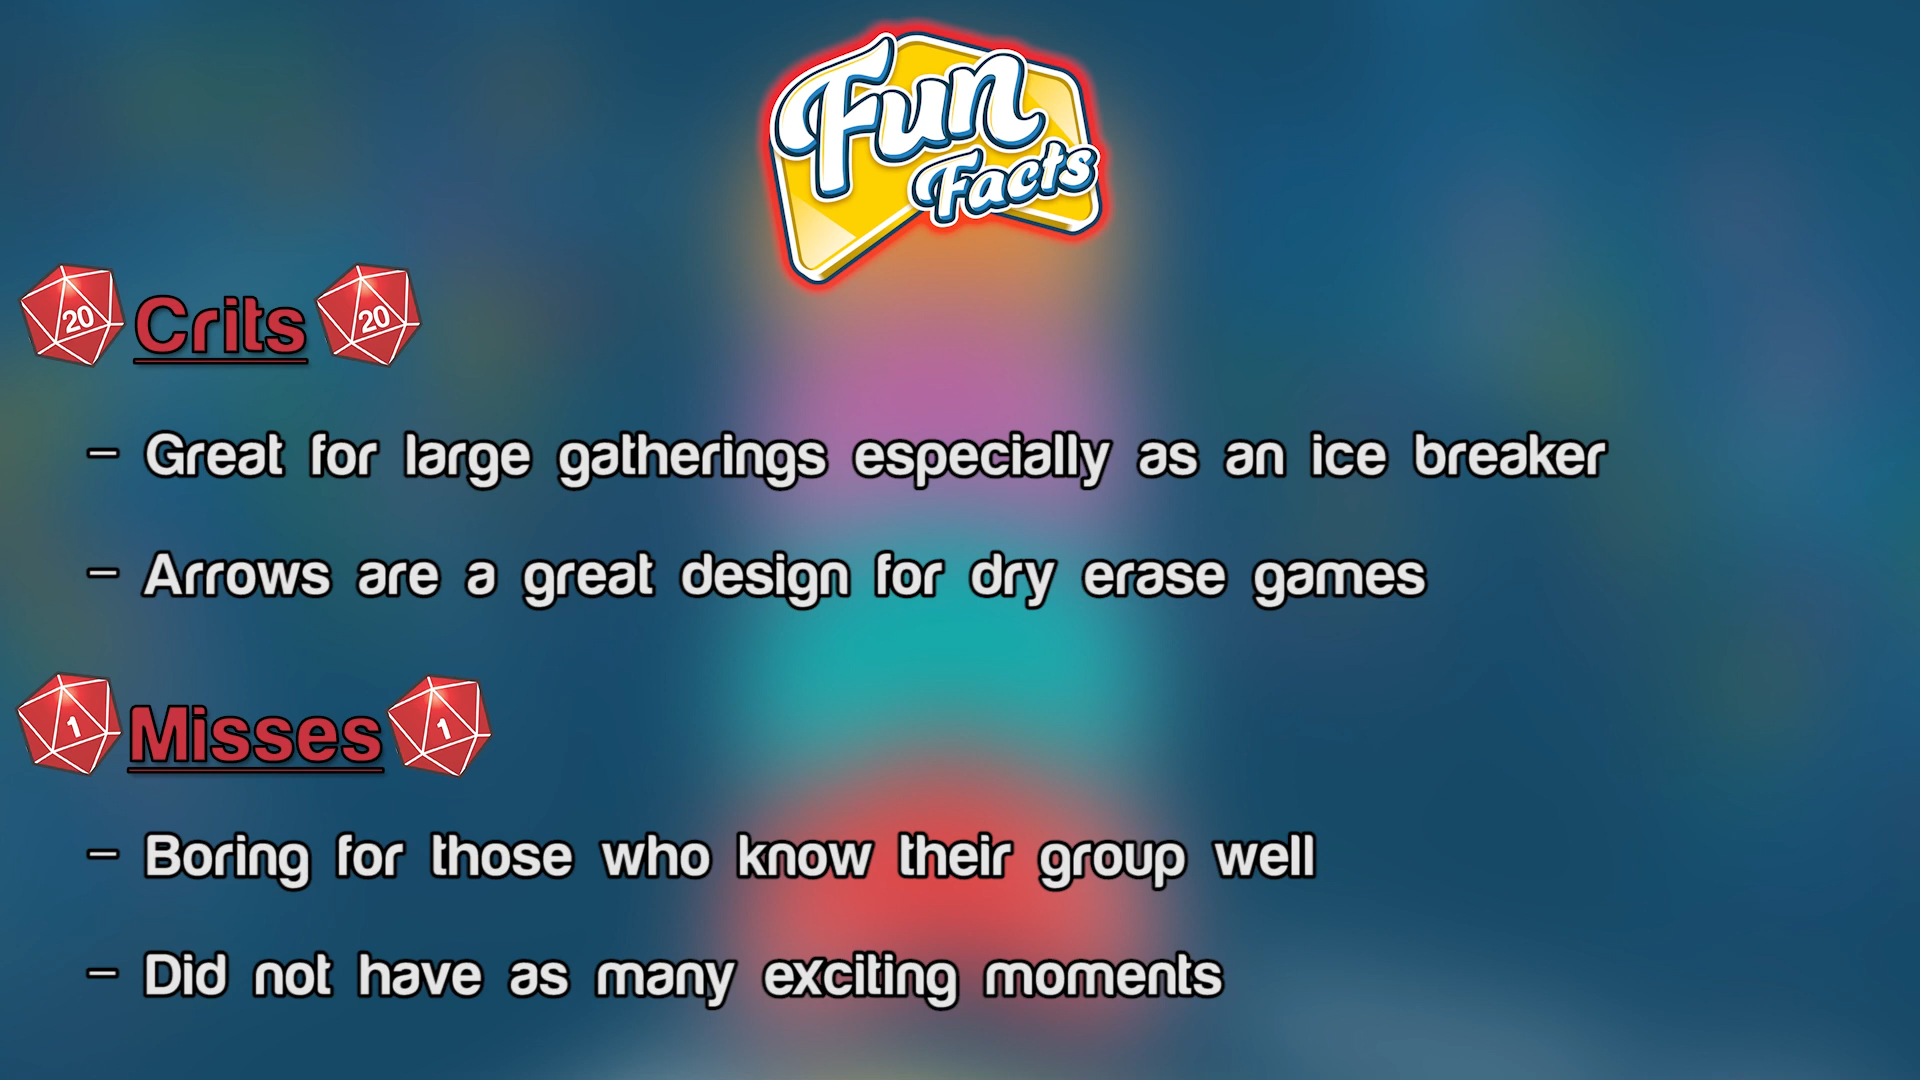 Fun
Facts
20 Crits 20
– Great for large gatherings especially as an ice breaker
– Arrows are a great design for dry erase games
1 Misses 1
– Boring for those who know their group well
– Did not have as many exciting moments